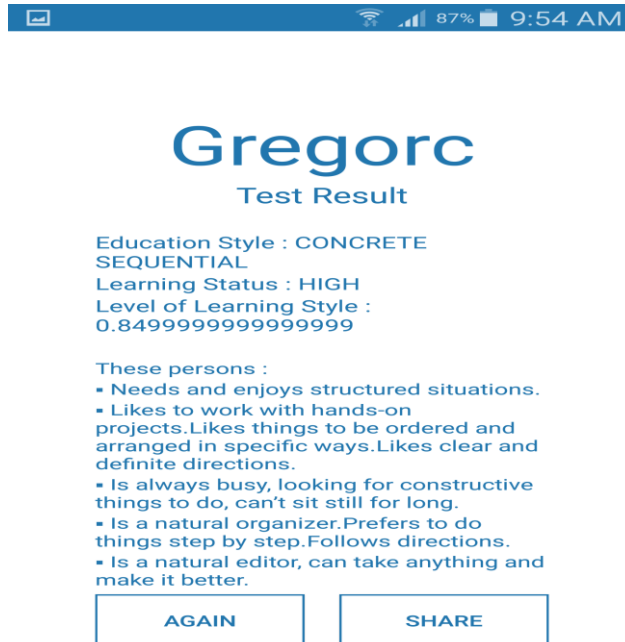 87% 9:54 AM
Gregorc
Test Result
Education Style : CONCRETE
SEQUENTIAL
Learning Status : HIGH
Level of Learning Style :
0.8499999999999999
These persons :
▪ Needs and enjoys structured situations.
▪ Likes to work with hands-on
projects.Likes things to be ordered and
arranged in specific ways.Likes clear and
definite directions.
▪ Is always busy, looking for constructive
things to do, can’t sit still for long.
▪ Is a natural organizer.Prefers to do
things step by step.Follows directions.
▪ Is a natural editor, can take anything and
make it better.
AGAIN SHARE